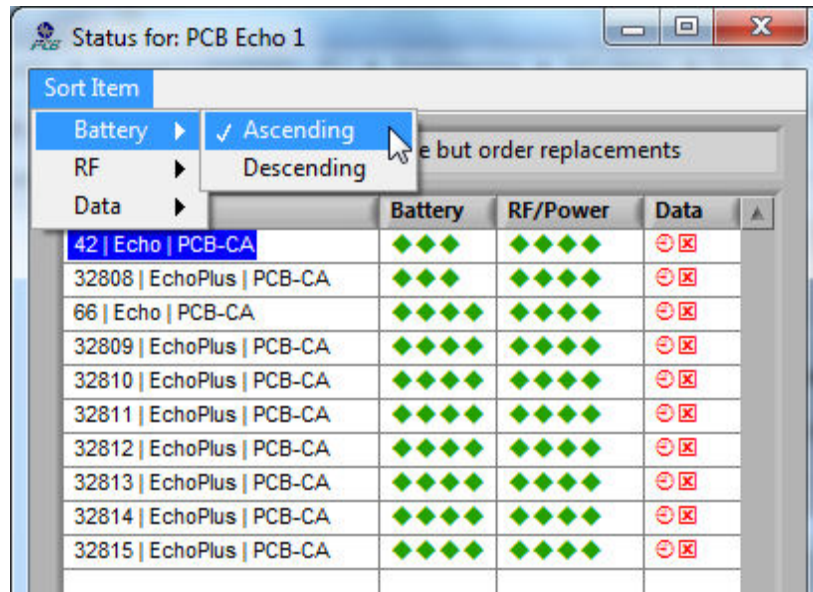 PCB
Status for: PCB Echo 1
Sort Item
Battery
Ascending
RF
Descending
Data
but order replacements
Battery RF/Power Data
42 | Echo | PCB-CA
32808 | EchoPlus | PCB-CA
66 | Echo | PCB-CA
32809 | EchoPlus | PCB-CA
32810 | EchoPlus | PCB-CA
32811 | EchoPlus | PCB-CA
32812 | EchoPlus | PCB-CA
32813 | EchoPlus | PCB-CA
32814 | EchoPlus | PCB-CA
32815 | EchoPlus | PCB-CA